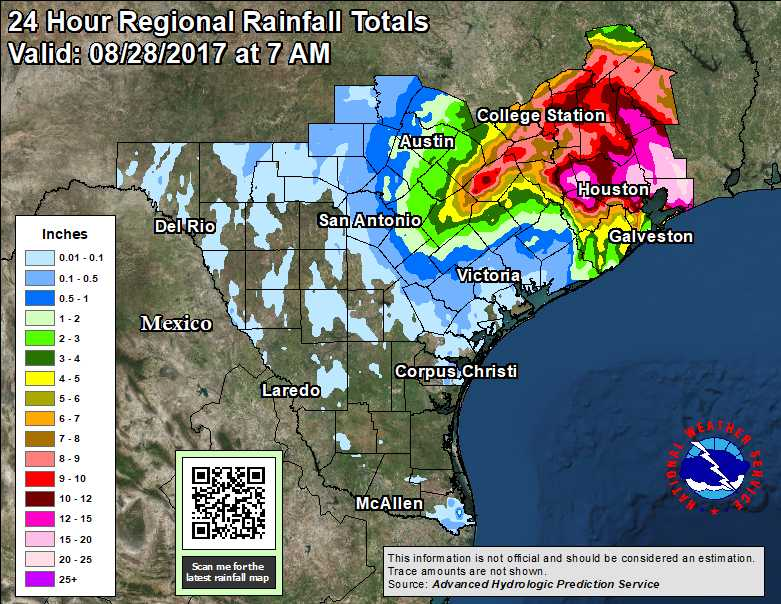 24 Hour Regional Rainfall Totals
Valid: 08/28/2017 at 7 AM
College Station
Austin
Houston
Del Rio
San Antonio
Galveston
Victoria
Mexico
Corpus Christi
Laredo
McAllen
Inches
0.01 - 0.1
0.1 - 0.5
0.5 - 1
1 - 2
2 - 3
3 - 4
4 - 5
5 - 6
6 - 7
7 - 8
8 - 9
9 - 10
10 - 12
12 - 15
15 - 20
20 - 25
25+
Scan me for the
latest rainfall map
NATIONAL WEATHER SERVICE
This information is not official and should be considered an estimation.
Trace amounts are not shown.
Source: Advanced Hydrologic Prediction Service